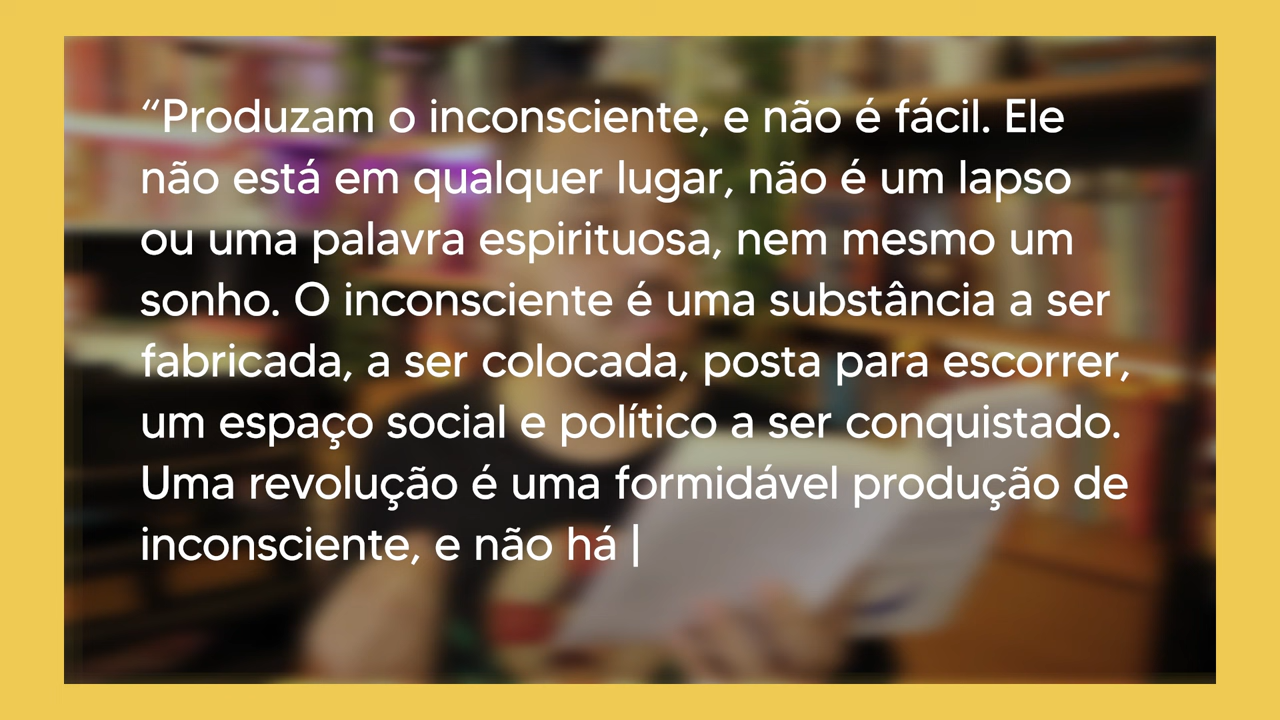 “Produzam o inconsciente, e não é fácil. Ele
não está em qualquer lugar, não é um lapso
ou uma palavra espirituosa, nem mesmo um
sonho. O inconsciente é uma substância a ser
fabricada, a ser colocada, posta para escorrer,
um espaço social e político a ser conquistado.
Uma revolução é uma formidável produção de
inconsciente, e não há |